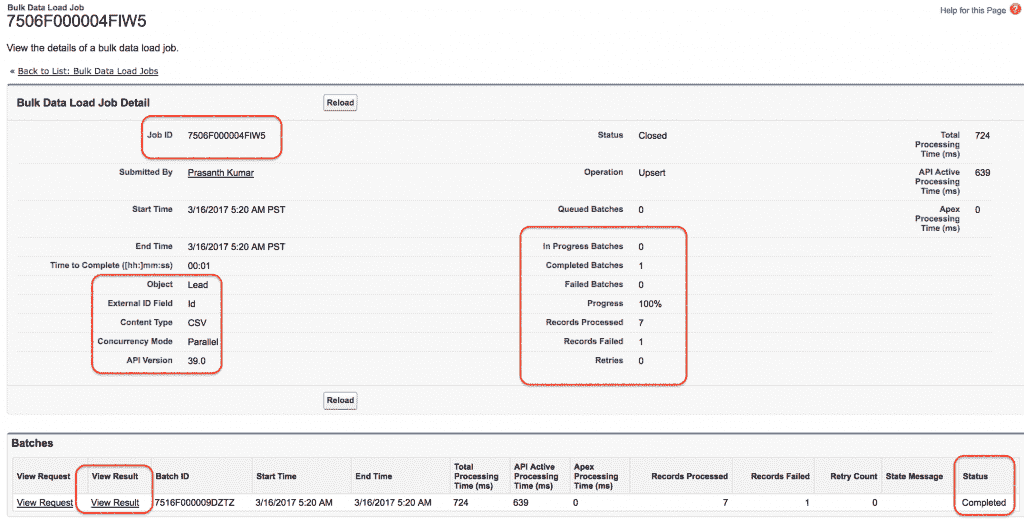 Bulk Data Load Job
7506F000004FIW5
Help for this Page ?
View the details of a bulk data load job.
« Back to List: Bulk Data Load Jobs
Bulk Data Load Job Detail
Reload
Job ID 7506F000004FIW5 Status Closed Total Processing Time (ms) 724
Submitted By Prasanth Kumar Operation Upsert API Active Processing Time (ms) 639
Start Time 3/16/2017 5:20 AM PST Queued Batches 0 Apex Processing Time (ms) 0
End Time 3/16/2017 5:20 AM PST In Progress Batches 0
Time to Complete ([hh:]mm:ss) 00:01 Completed Batches 1
Object Lead Failed Batches 0
External ID Field Id Progress 100%
Content Type CSV Records Processed 7
Concurrency Mode Parallel Records Failed 1
API Version 39.0 Retries 0
Reload
Batches
View Request View Result Batch ID Start Time End Time Total Processing Time (ms) API Active Processing Time (ms) Apex Processing Time (ms) Records Processed Records Failed Retry Count State Message Status
View Request View Result 7516F000009DZTZ 3/16/2017 5:20 AM 3/16/2017 5:20 AM 724 639 0 7 1 0 Completed